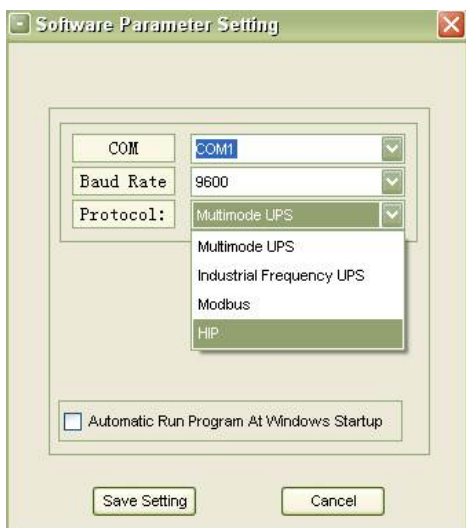 Software Parameter Setting
COM COM1
Baud Rate 9600
Protocol: Multimode UPS
Multimode UPS
Industrial Frequency UPS
Modbus
HIP
Automatic Run Program At Windows Startup
Save Setting Cancel